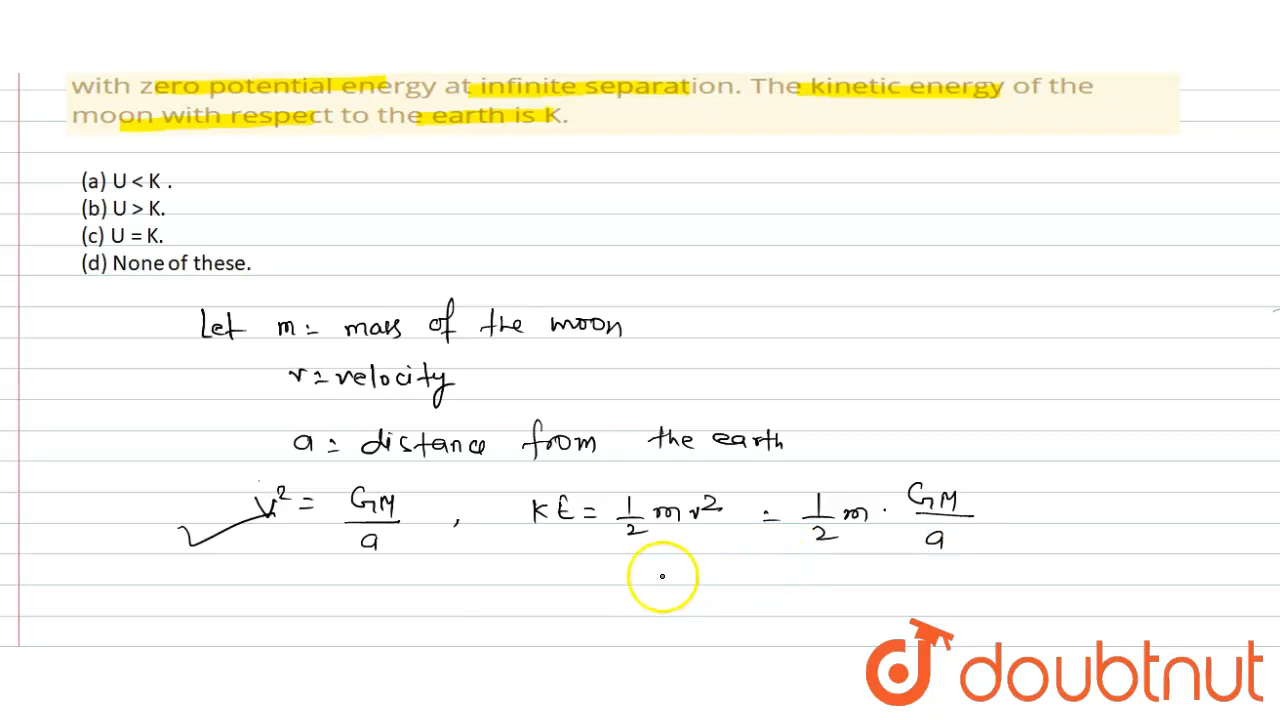 with zero potential energy at infinite separation. The kinetic energy of the
moon with respect to the earth is K.
(a) U < K .
(b) U > K.
(c) U = K.
(d) None of these.
Let m = mass of the moon
v = velocity
a = distance from the earth
v² = GM/a , KE = 1/2 m v² = 1/2 m · GM/a
doubtnut